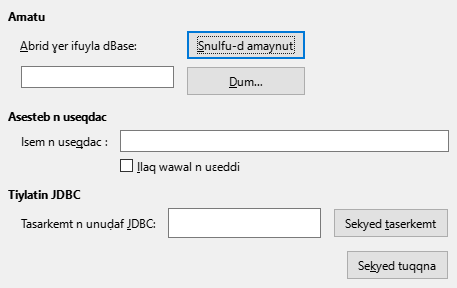 Amatu
Abrid ɣer ifuyla dBase:
Snulfu-d amaynut
Dum...
Asesteb n useqdac
Isem n useqdac :
Ilaq wawal n uɛeddi
Tiylatin JDBC
Tasarkemt n unuḍaf JDBC:
Sekyed taserkemt
Sekyed tuqqna